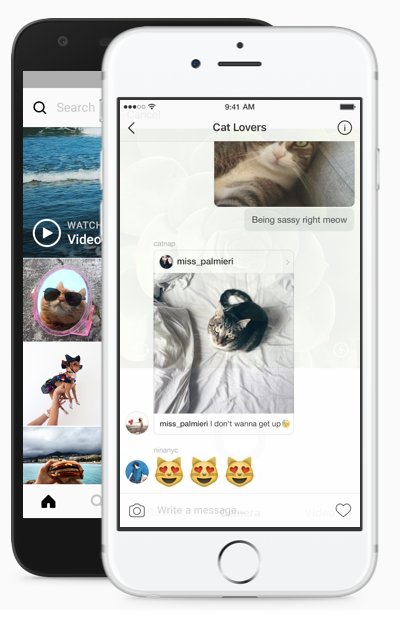 Search
WATCH
Video
9:41 AM
Cancel
Cat Lovers
Being sassy right meow
catnap
miss_palmieri
miss_palmieri I don't wanna get up😉
ninanyc
😻 😻 😻
Write a message...